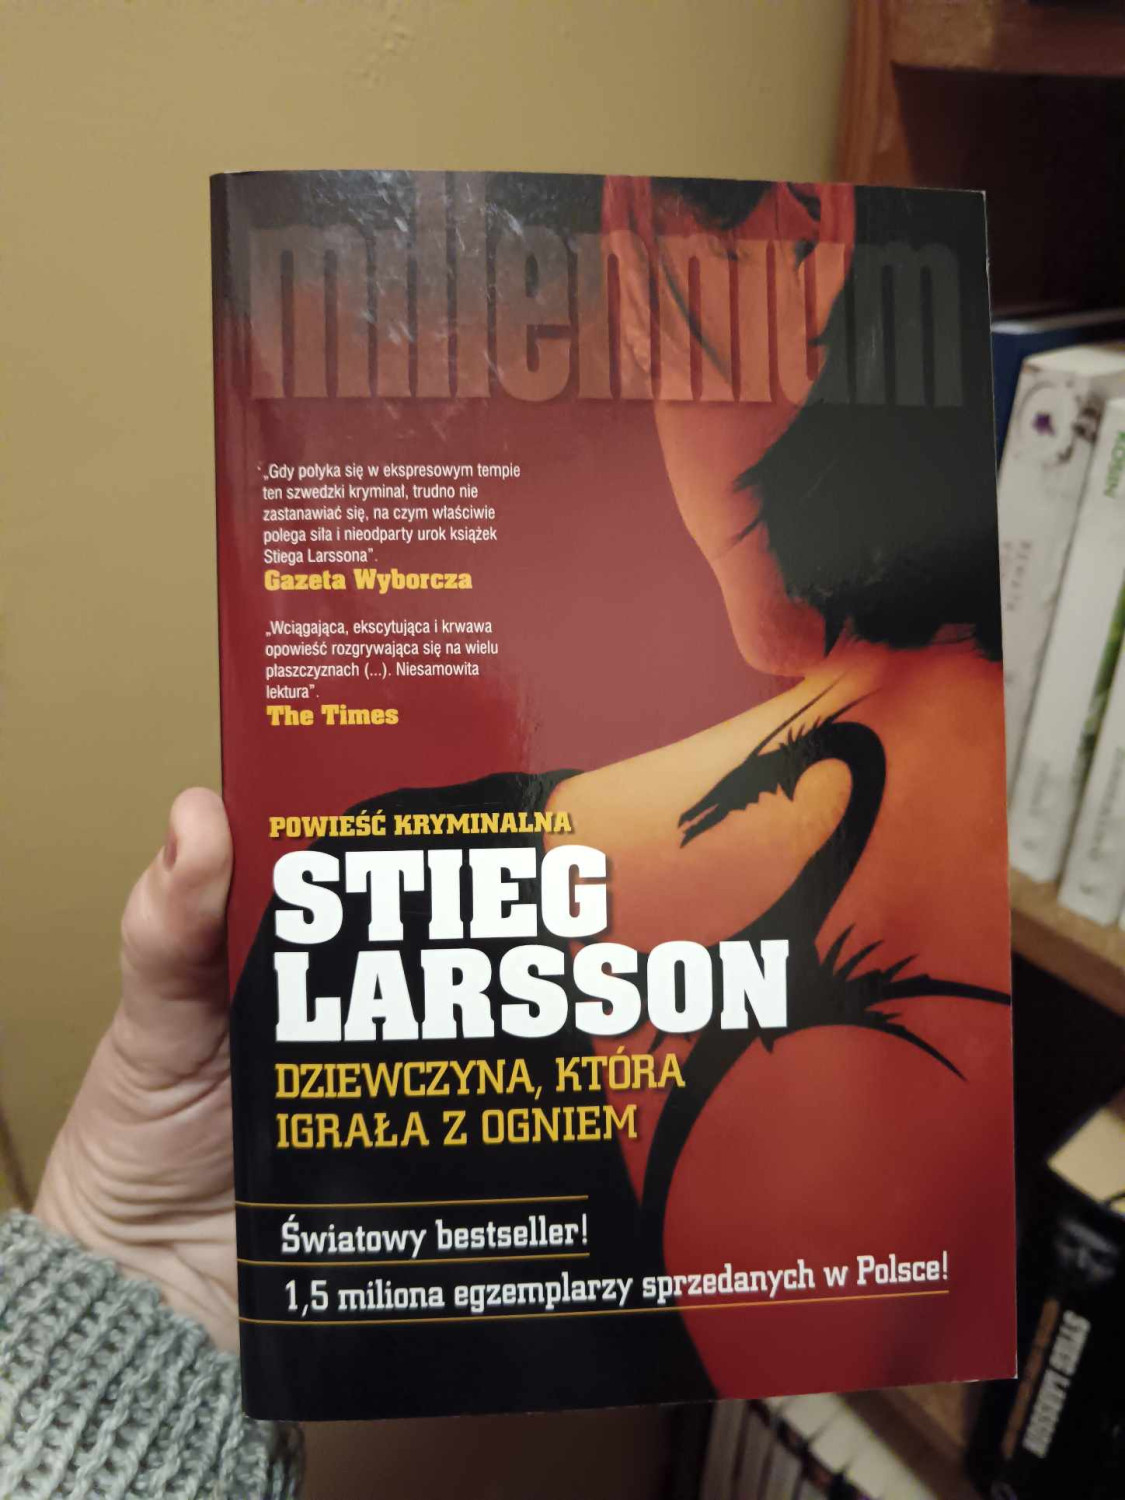 millennium
„Gdy połyka się w ekspresowym tempie
ten szwedzki kryminał, trudno nie
zastanawiać się, na czym właściwie
polega siła i nieodparty urok książek
Stiega Larssona”.
Gazeta Wyborcza
„Wciągająca, ekscytująca i krwawa
opowieść rozgrywająca się na wielu
płaszczyznach (...). Niesamowita
lektura”.
The Times
POWIEŚĆ KRYMINALNA
STIEG
LARSSON
DZIEWCZYNA, KTÓRA
IGRAŁA Z OGNIEM
Światowy bestseller!
1,5 miliona egzemplarzy sprzedanych w Polsce!
STIEG LARSSON